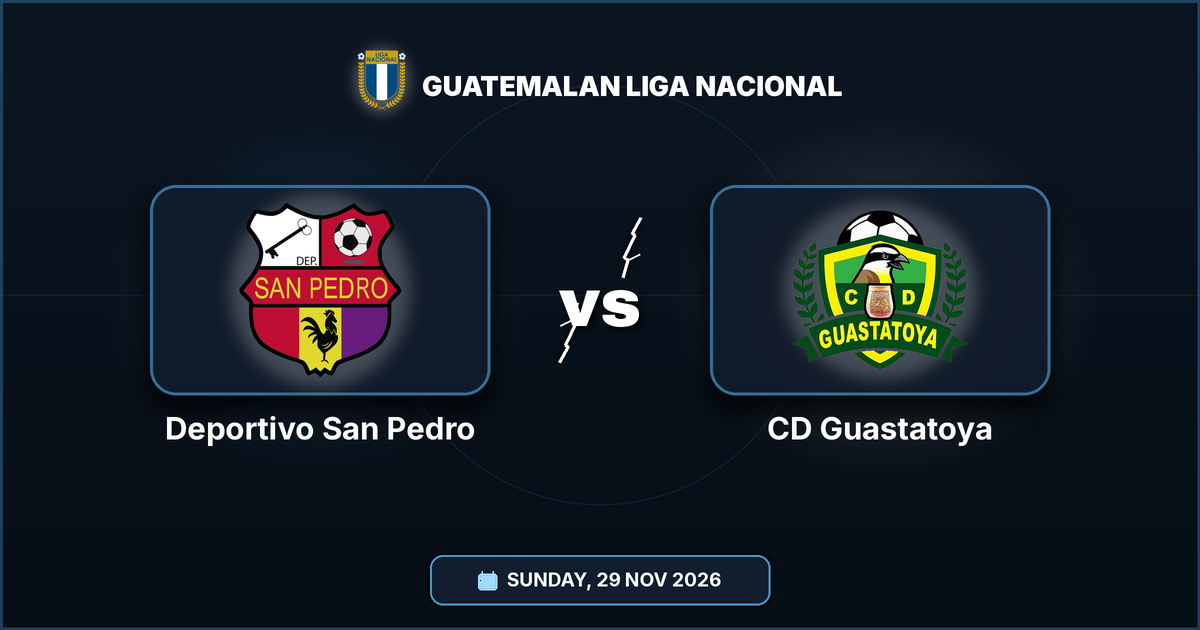 LIGA
NACIONAL
GUATEMALAN LIGA NACIONAL
DEP.
SAN PEDRO
VS
C D
GUASTATOYA
Deportivo San Pedro
CD Guastatoya
SUNDAY, 29 NOV 2026